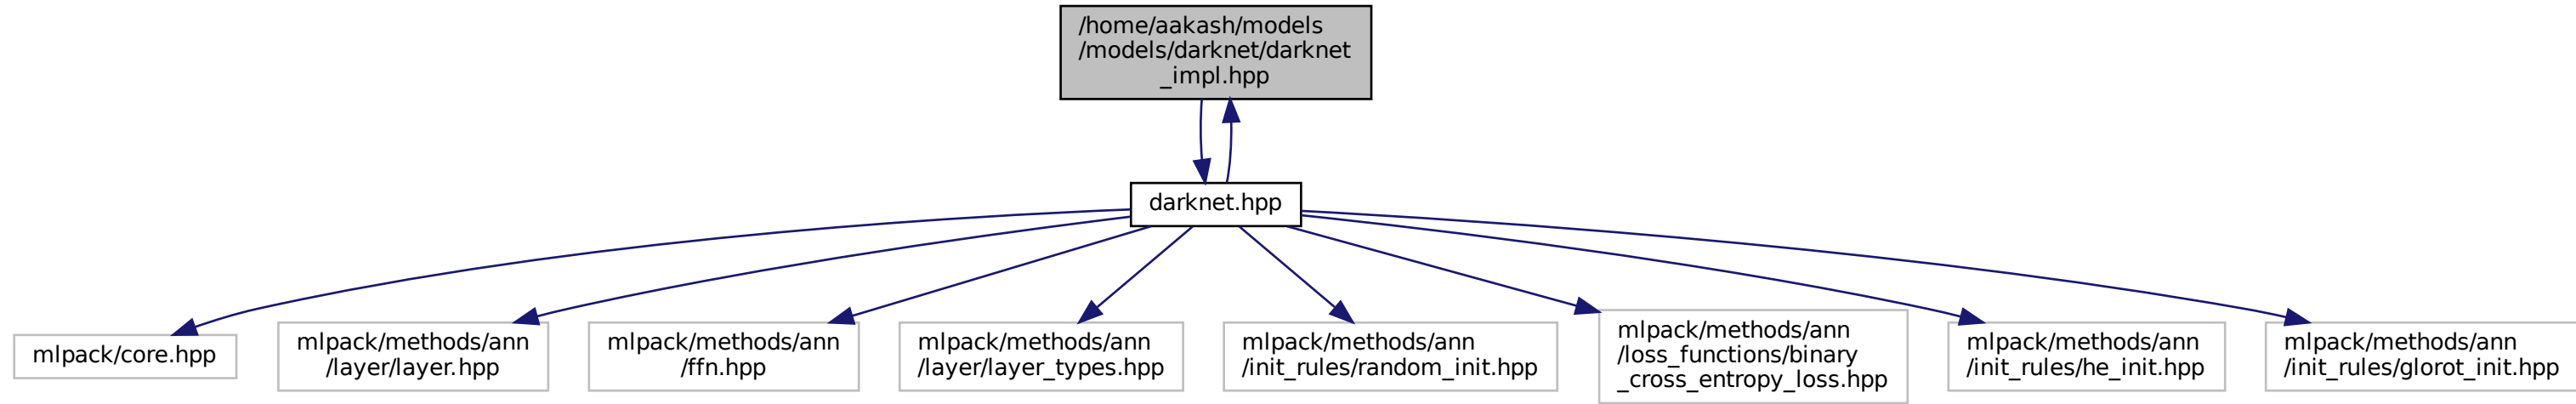 /home/aakash/models
/models/darknet/darknet
_impl.hpp
darknet.hpp
mlpack/core.hpp
mlpack/methods/ann
/layer/layer.hpp
mlpack/methods/ann
/ffn.hpp
mlpack/methods/ann
/layer/layer_types.hpp
mlpack/methods/ann
/init_rules/random_init.hpp
mlpack/methods/ann
/loss_functions/binary
_cross_entropy_loss.hpp
mlpack/methods/ann
/init_rules/he_init.hpp
mlpack/methods/ann
/init_rules/glorot_init.hpp